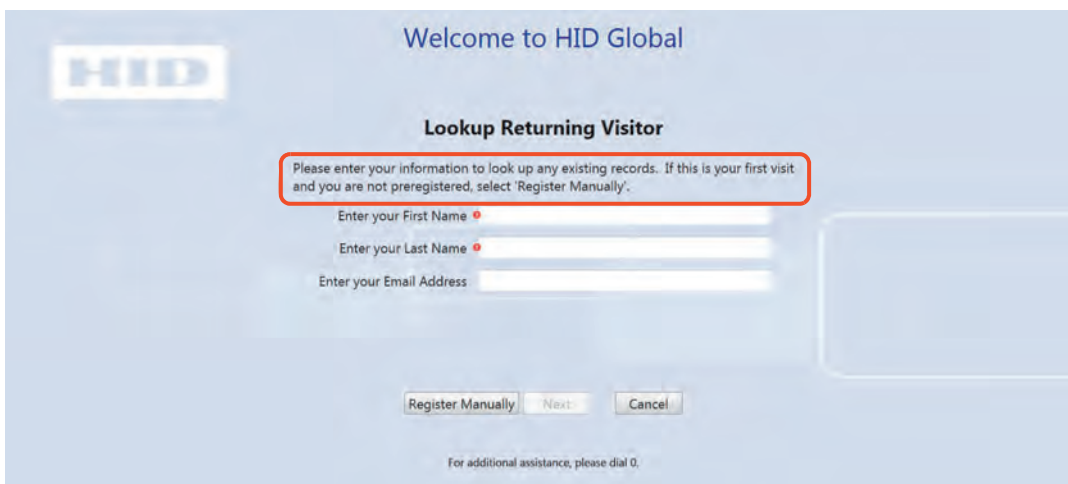 Welcome to HID Global
HID
Lookup Returning Visitor
Please enter your information to look up any existing records. If this is your first visit
and you are not preregistered, select 'Register Manually'.
Enter your First Name
Enter your Last Name
Enter your Email Address
Register Manually Next Cancel
For additional assistance, please dial 0.